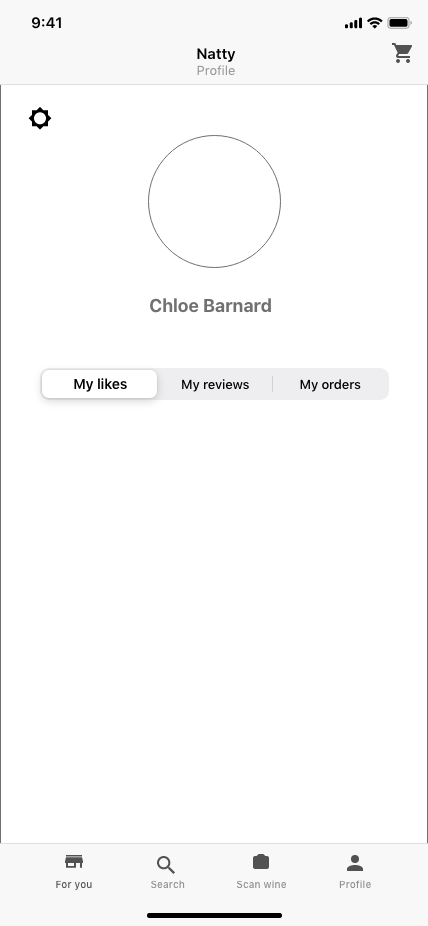 9:41
Natty
Profile
Chloe Barnard
My likes My reviews My orders
For you Search Scan wine Profile